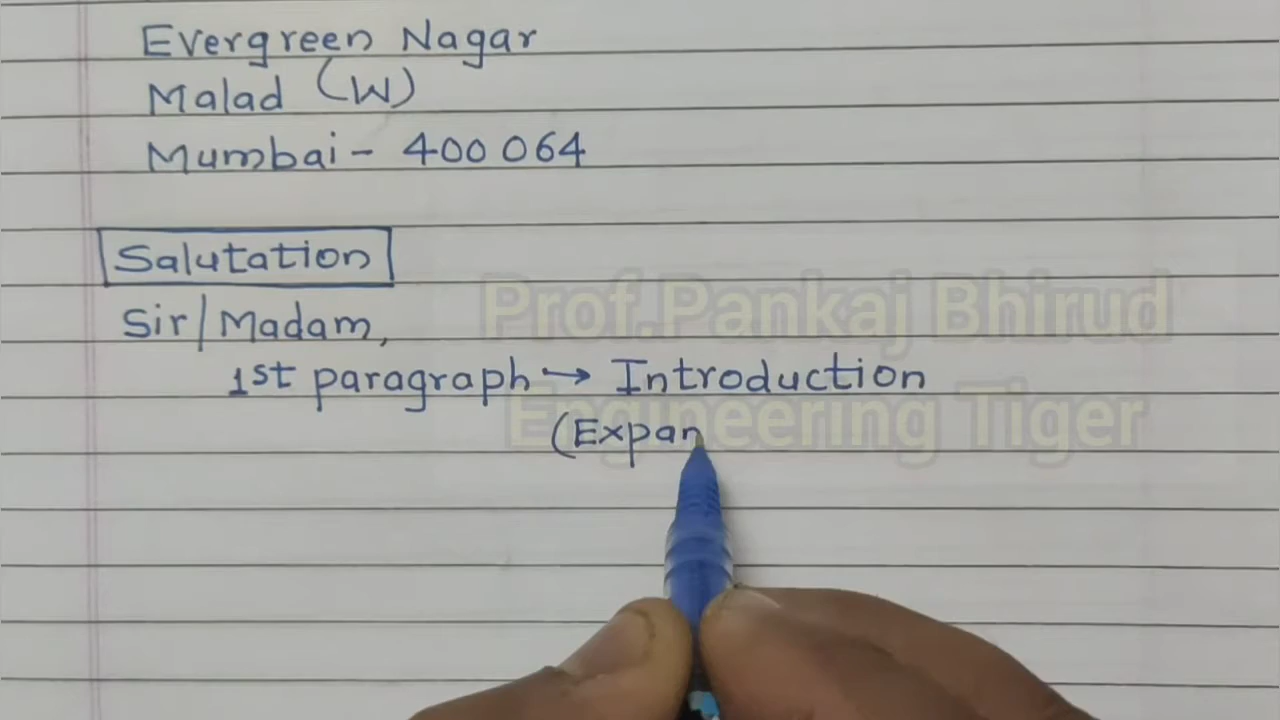 Evergreen Nagar
Malad (W)
Mumbai - 400 064
Salutation
Sir/Madam,
1st paragraph → Introduction
(Expan
Prof.Pankaj Bhirud
Engineering Tiger